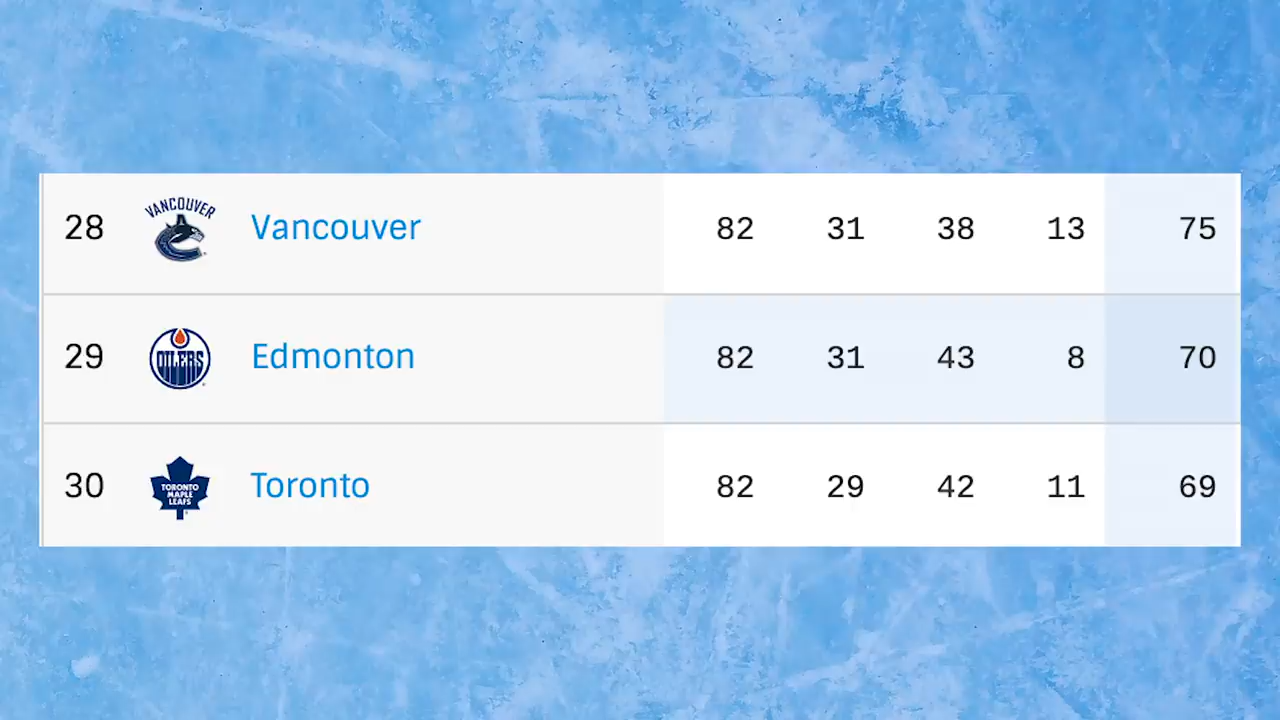 28 VANCOUVER Vancouver 82 31 38 13 75
29 OILERS Edmonton 82 31 43 8 70
30 TORONTO MAPLE LEAFS Toronto 82 29 42 11 69